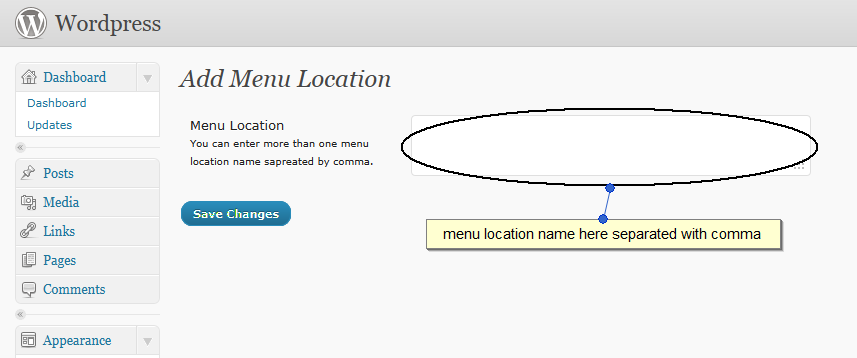 Wordpress
Dashboard
Dashboard
Updates
Posts
Media
Links
Pages
Comments
Appearance
Add Menu Location
Menu Location
You can enter more than one menu
location name sapreated by comma.
Save Changes
menu location name here separated with comma